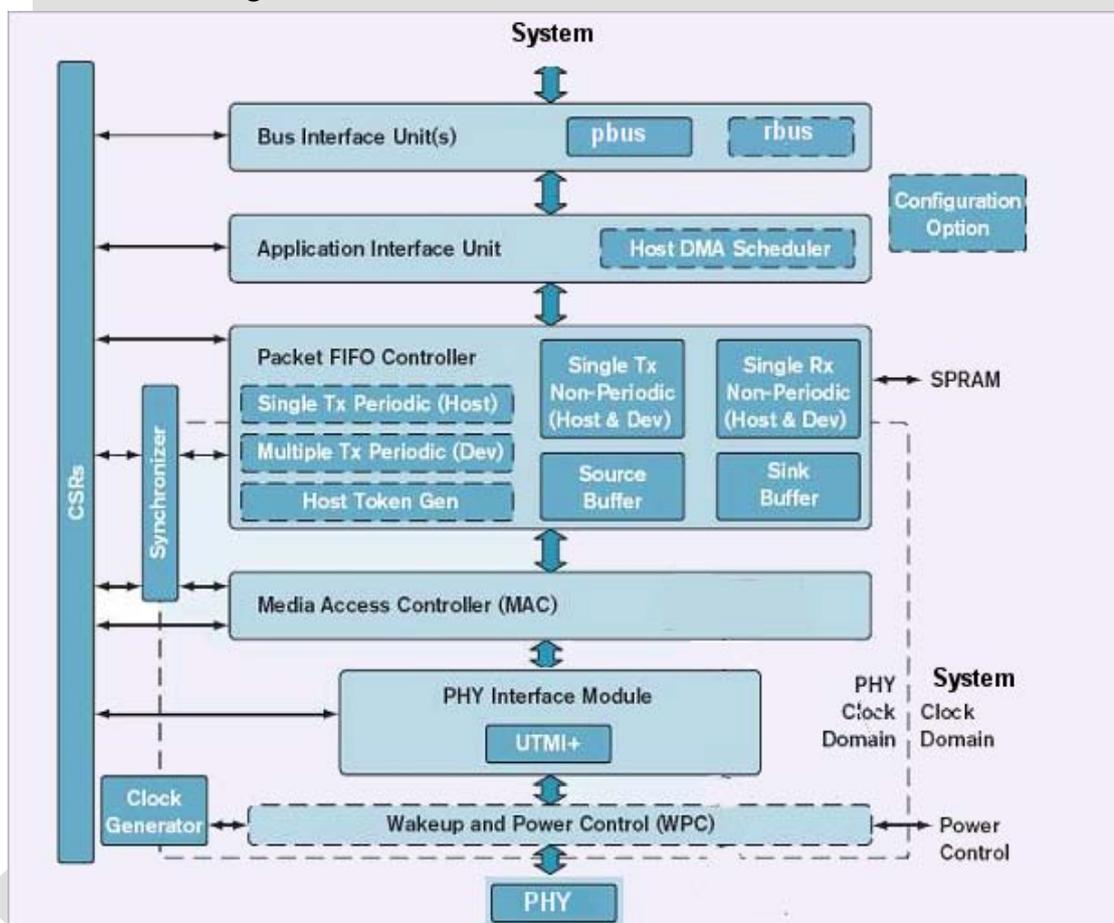 System
Bus Interface Unit(s)
pbus
rbus
Configuration
Option
Application Interface Unit
Host DMA Scheduler
Packet FIFO Controller
Single Tx Periodic (Host)
Multiple Tx Periodic (Dev)
Host Token Gen
Single Tx
Non-Periodic
(Host & Dev)
Single Rx
Non-Periodic
(Host & Dev)
Source
Buffer
Sink
Buffer
SPRAM
CSRs
Synchronizer
Media Access Controller (MAC)
PHY Interface Module
UTMI+
PHY
Clock
Domain
System
Clock
Domain
Clock
Generator
Wakeup and Power Control (WPC)
Power
Control
PHY